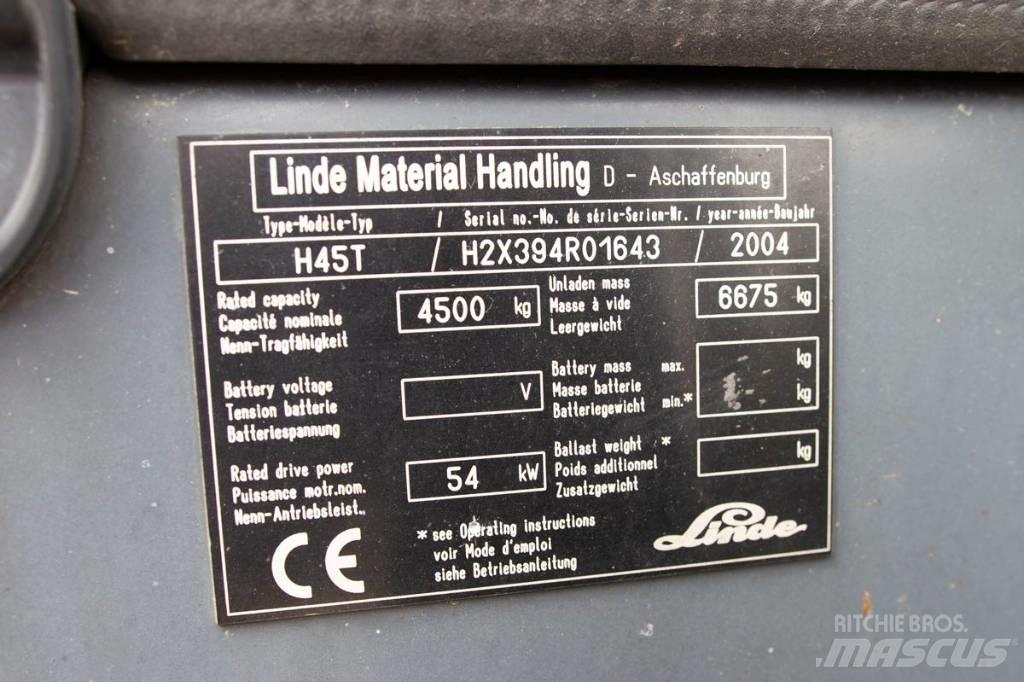 Linde Material Handling D - Aschaffenburg
Type-Modèle-Typ / Serial no.-No. de série-Serien-Nr. / year-année-Baujahr
H45T / H2X394R01643 / 2004
Rated capacity
Capacité nominale
Nenn-Tragfähigkeit
4500 kg
Unladen mass
Masse à vide
Leergewicht
6675 kg
Battery voltage
Tension batterie
Batteriespannung
V
Battery mass max.
Masse batterie
Batteriegewicht min.*
kg
kg
Rated drive power
Puissance motr.nom.
Nenn-Antriebsleist..
54 kW
Ballast weight *
Poids additionnel
Zusatzgewicht
kg
CE
* see Operating instructions
voir Mode d'emploi
siehe Betriebsanleitung
Linde
RITCHIE BROS.
MASCUS